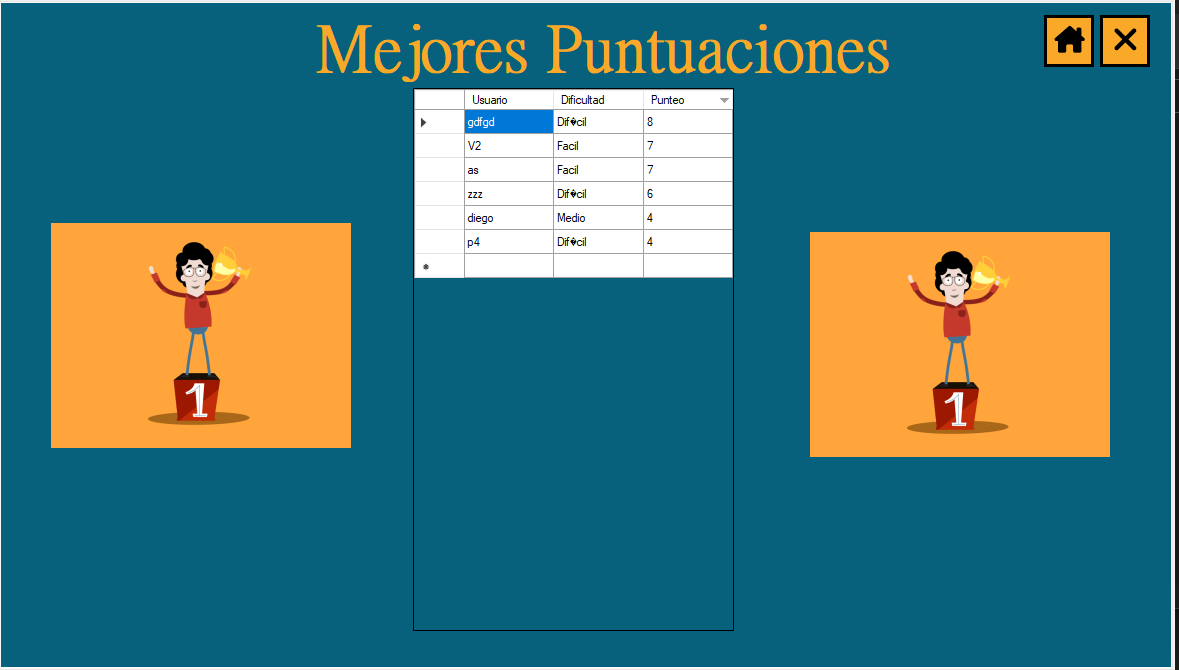 Mejores Puntuaciones
Usuario Dificultad Punteo
gdfgd Dif�cil 8
V2 Facil 7
as Facil 7
zzz Dif�cil 6
diego Medio 4
p4 Dif�cil 4
1 1